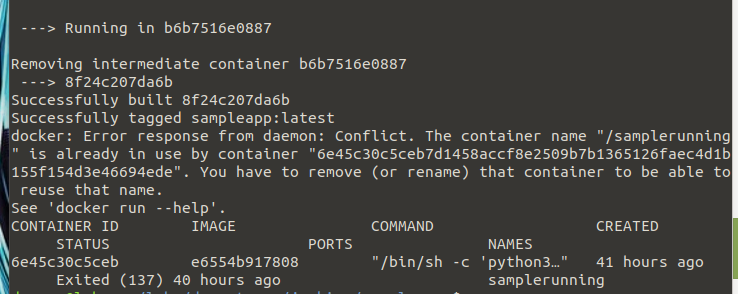 ---> Running in b6b7516e0887
Removing intermediate container b6b7516e0887
---> 8f24c207da6b
Successfully built 8f24c207da6b
Successfully tagged sampleapp:latest
docker: Error response from daemon: Conflict. The container name "/samplerunning
" is already in use by container "6e45c30c5ceb7d1458accf8e2509b7b1365126faec4d1b
155f154d3e46694ede". You have to remove (or rename) that container to be able to
reuse that name.
See 'docker run --help'.
CONTAINER ID IMAGE COMMAND CREATED
STATUS PORTS NAMES
6e45c30c5ceb e6554b917808 "/bin/sh -c 'python3…" 41 hours ago
Exited (137) 40 hours ago samplerunning